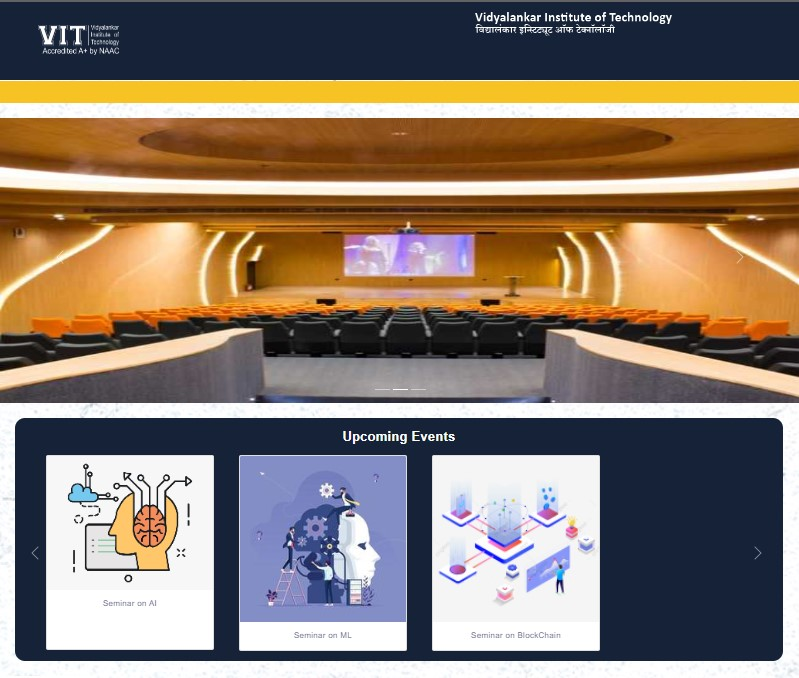 VIT
Vidyalankar
Institute of
Technology
Accredited A+ by NAAC
Vidyalankar Institute of Technology
विद्यालंकार इन्स्टिट्यूट ऑफ टेक्नॉलॉजी
Upcoming Events
Seminar on AI
Seminar on ML
Seminar on BlockChain